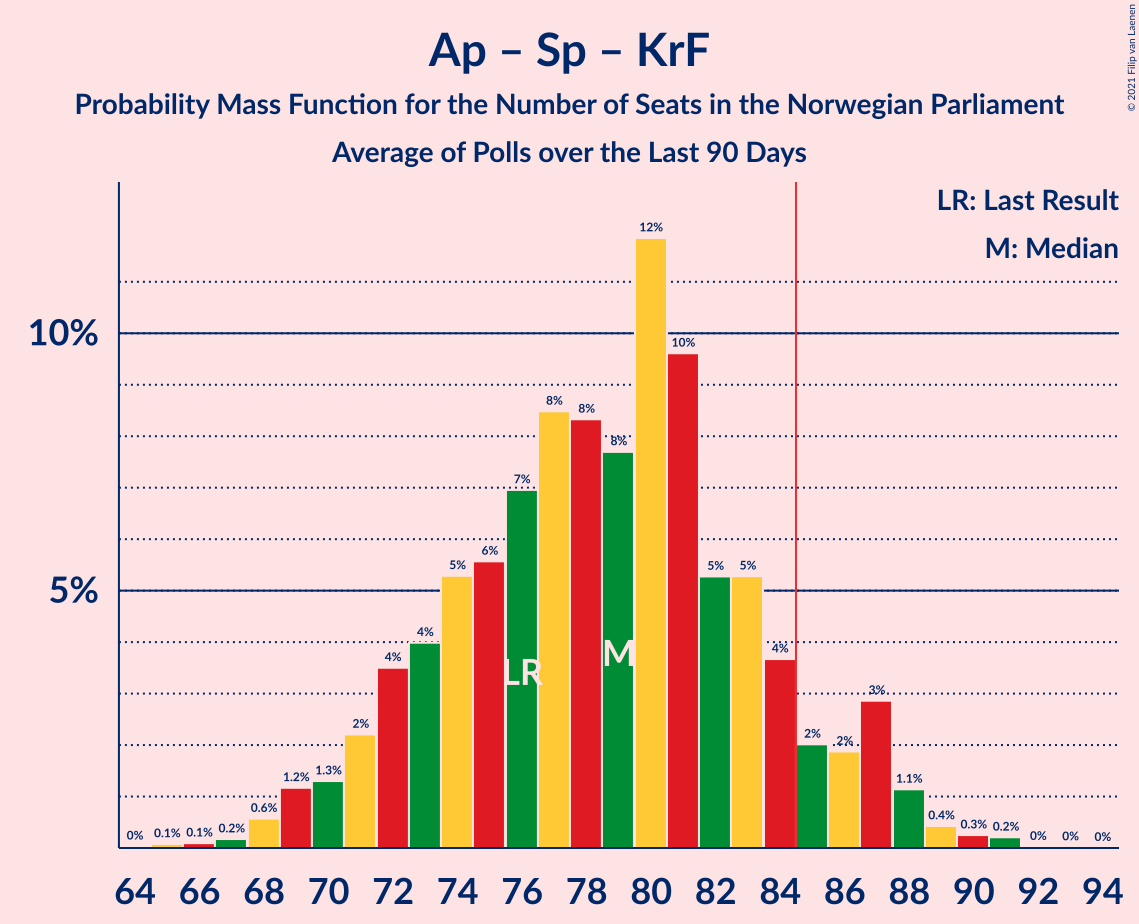 Ap – Sp – KrF
Probability Mass Function for the Number of Seats in the Norwegian Parliament
Average of Polls over the Last 90 Days
© 2021 Filip van Laenen
LR: Last Result
M: Median
10%
5%
0% 0.1% 0.1% 0.2% 0.6% 1.2% 1.3% 2% 4% 4% 5% 6% 7% 8% 8% 8% 12% 10% 5% 5% 4% 2% 2% 3% 1.1% 0.4% 0.3% 0.2% 0% 0% 0%
LR M
64 66 68 70 72 74 76 78 80 82 84 86 88 90 92 94